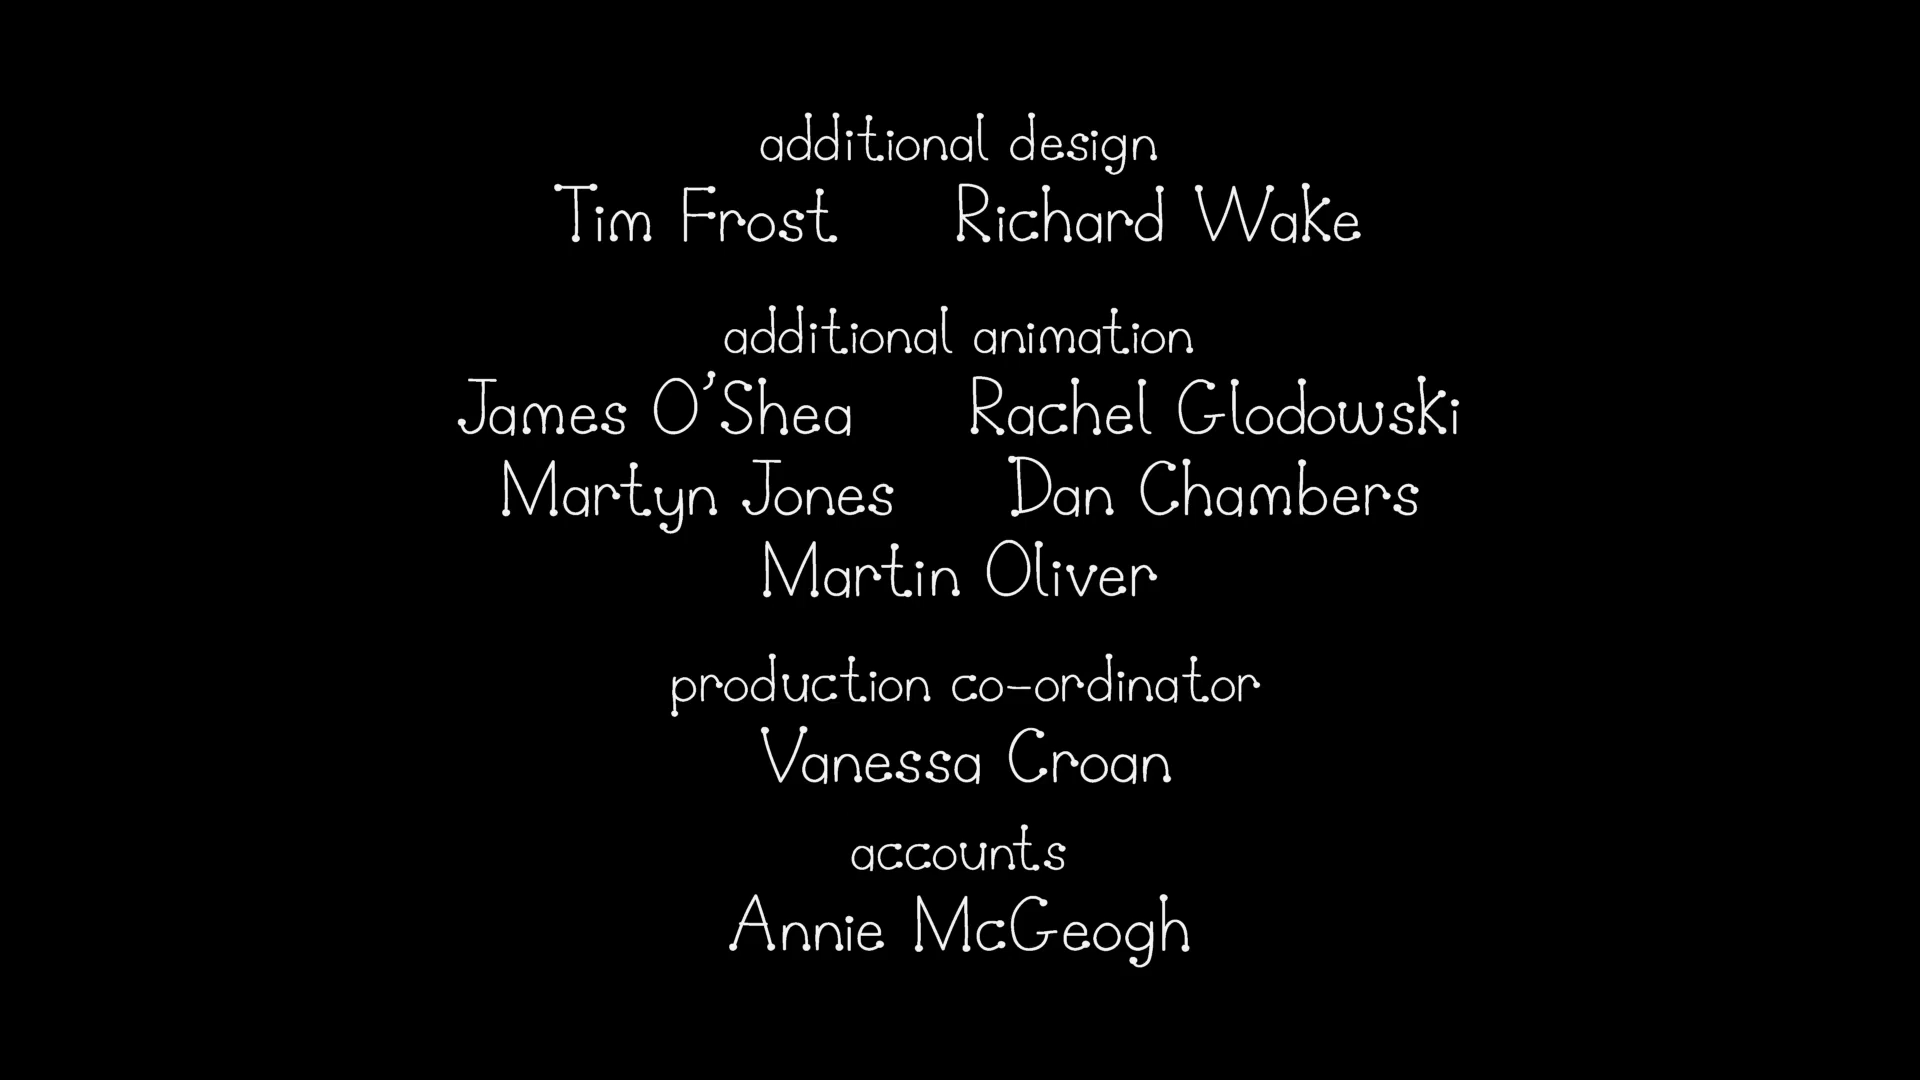 additional design
Tim Frost Richard Wake
additional animation
James O'Shea Rachel Glodowski
Martyn Jones Dan Chambers
Martin Oliver
production co-ordinator
Vanessa Croan
accounts
Annie McGeogh